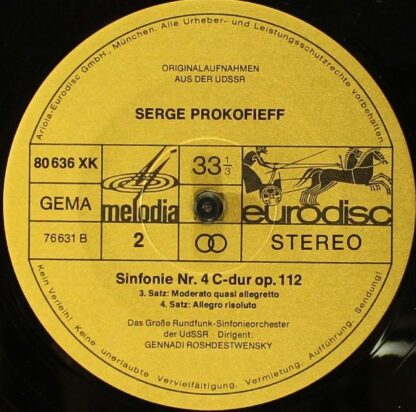 Ariola-Eurodisc GmbH., München. Alle Urheber- und Leistungsschutzrechte vorbehalten
ORIGINALAUFNAHMEN
AUS DER UDSSR
SERGE PROKOFIEFF
80 636 XK
33 1/3
GEMA
melodia
eurodisc
76 631 B
2
STEREO
Sinfonie Nr. 4 C-dur op. 112
3. Satz: Moderato quasi allegretto
4. Satz: Allegro risoluto
Das Große Rundfunk-Sinfonieorchester
der UdSSR · Dirigent:
GENNADI ROSHDESTWENSKY
Kein Verleih! Keine unerlaubte Vervielfältigung, Vermietung, Aufführung, Sendung!